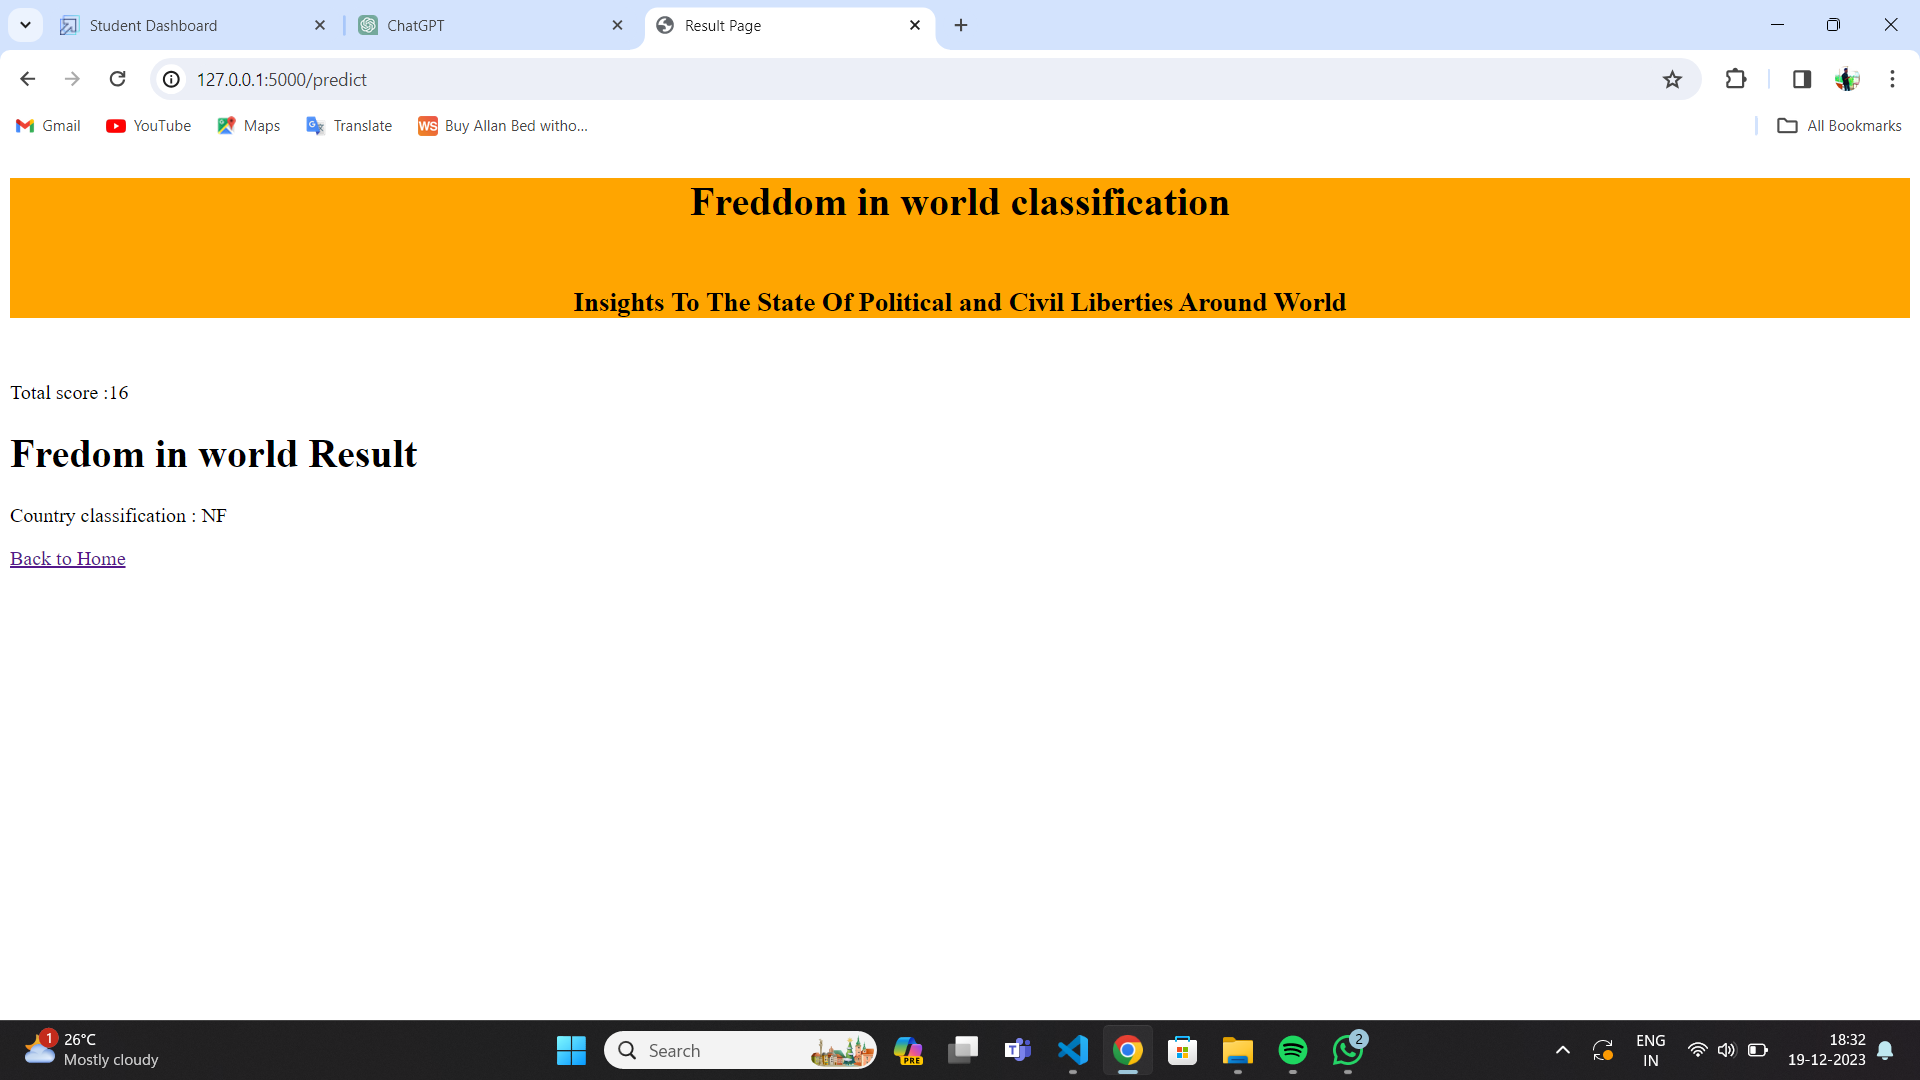 Student Dashboard
ChatGPT
Result Page
127.0.0.1:5000/predict
Gmail
YouTube
Maps
Translate
WS
Buy Allan Bed witho...
All Bookmarks
Freddom in world classification
Insights To The State Of Political and Civil Liberties Around World
Total score :16
Fredom in world Result
Country classification : NF
Back to Home
1
26°C
Mostly cloudy
Search
PRE
2
ENG
IN
18:32
19-12-2023